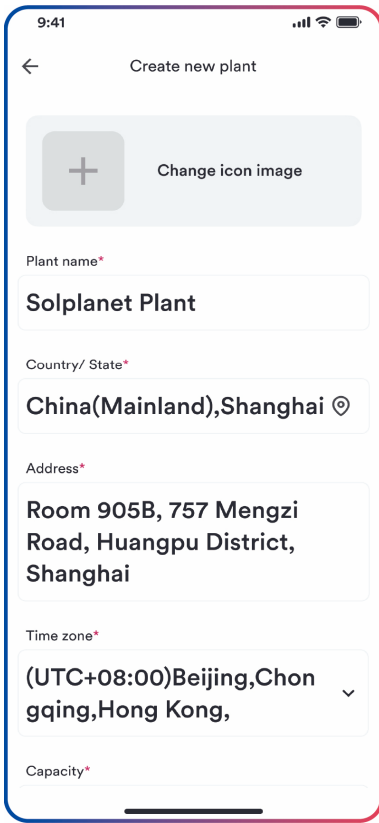 9:41
Create new plant
Change icon image
Plant name*
Solplanet Plant
Country/ State*
China(Mainland),Shanghai
Address*
Room 905B, 757 Mengzi
Road, Huangpu District,
Shanghai
Time zone*
(UTC+08:00)Beijing,Chon
gqing,Hong Kong,
Capacity*